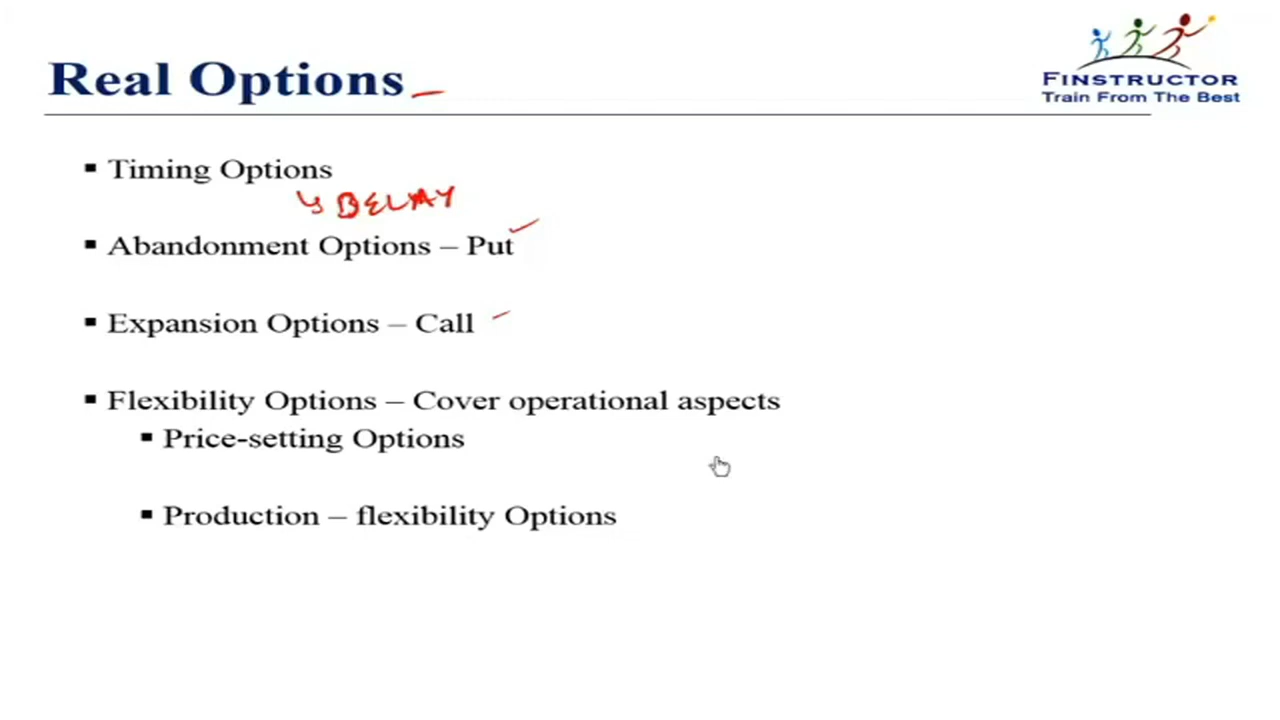 Real Options
FINSTRUCTOR
Train From The Best
▪ Timing Options
DELAY
▪ Abandonment Options – Put
▪ Expansion Options – Call
▪ Flexibility Options – Cover operational aspects
▪ Price-setting Options
▪ Production – flexibility Options